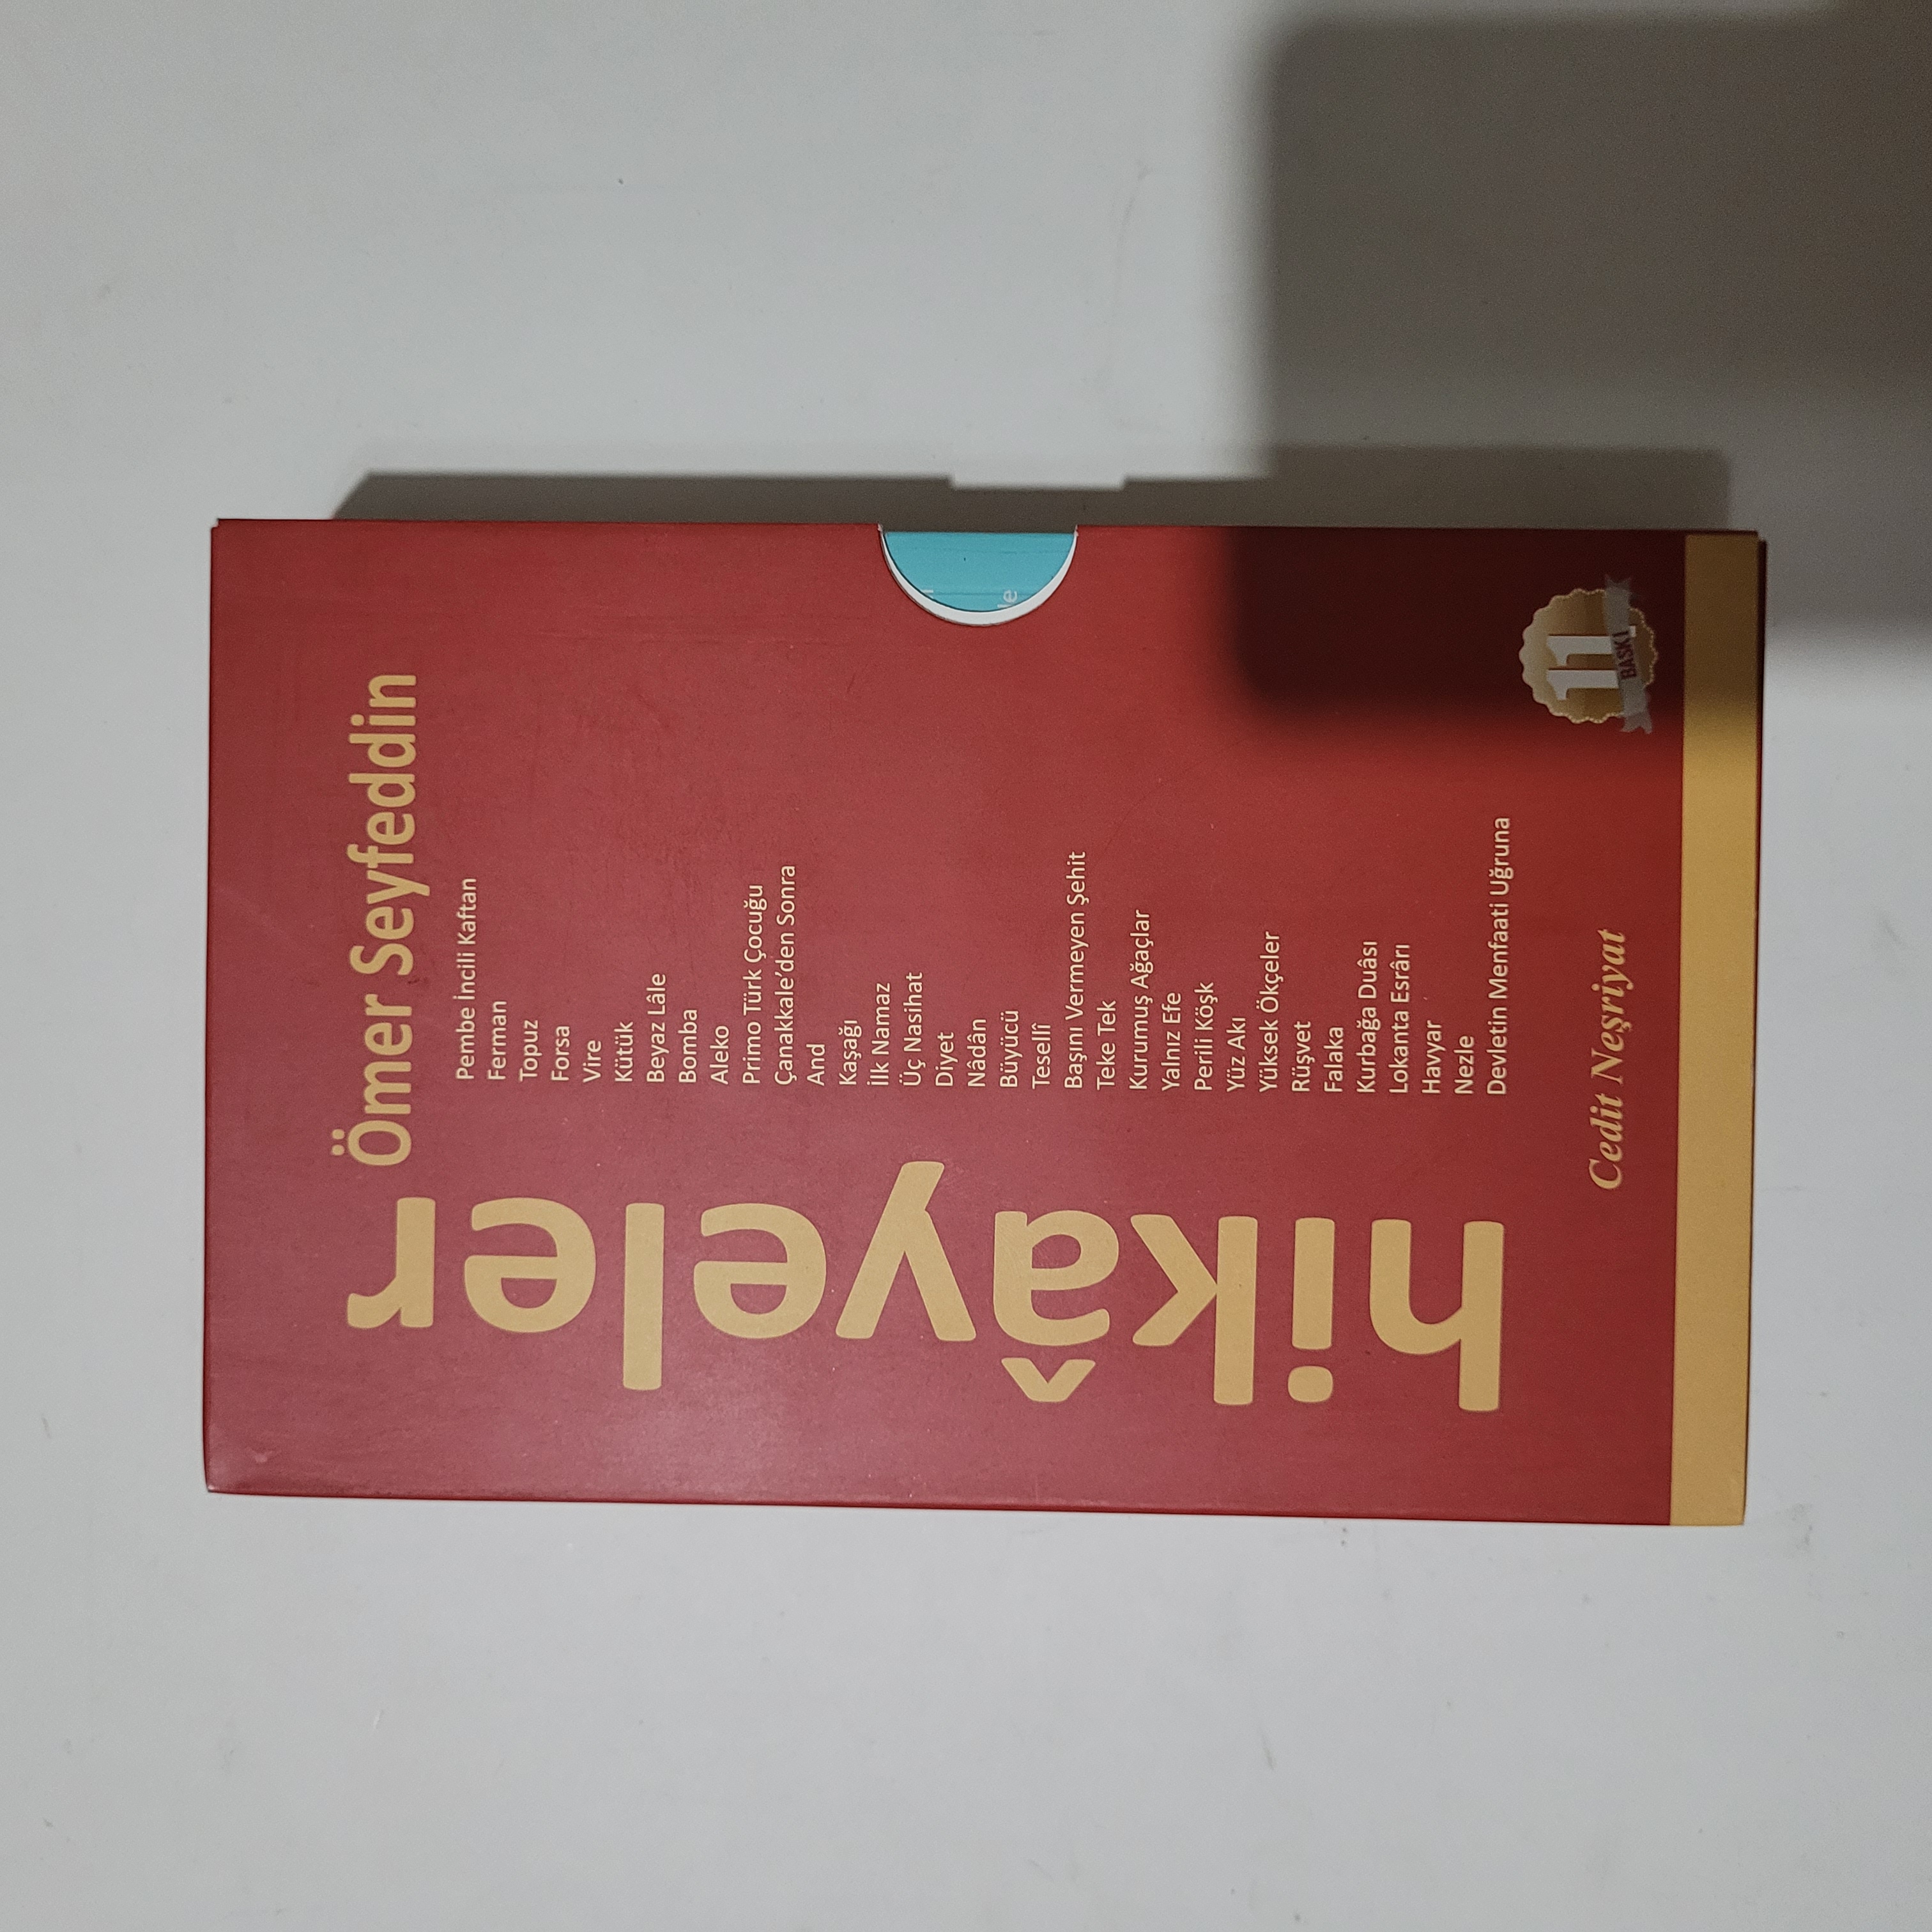 Ömer Seyfeddin
hikâyeler
Pembe İncili Kaftan
Ferman
Topuz
Forsa
Vire
Kütük
Beyaz Lâle
Bomba
Aleko
Primo Türk Çocuğu
Çanakkale'den Sonra
And
Kaşağı
İlk Namaz
Üç Nasihat
Diyet
Nâdân
Büyücü
Tesellî
Başını Vermeyen Şehit
Teke Tek
Kurumuş Ağaçlar
Yalnız Efe
Perili Köşk
Yüz Akı
Yüksek Ökçeler
Rüşvet
Falaka
Kurbağa Duâsı
Lokanta Esrârı
Havyar
Nezle
Devletin Menfaati Uğruna
Cedit Neşriyat
11.
BASKI